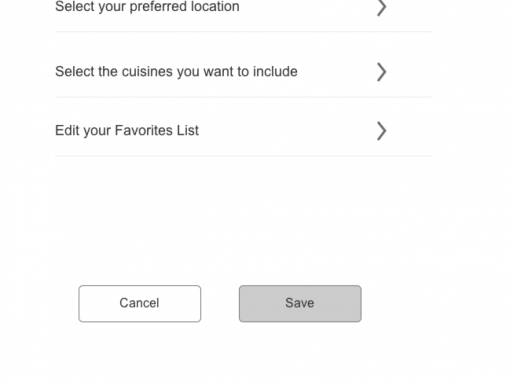 Select your preferred location
Select the cuisines you want to include
Edit your Favorites List
Cancel
Save